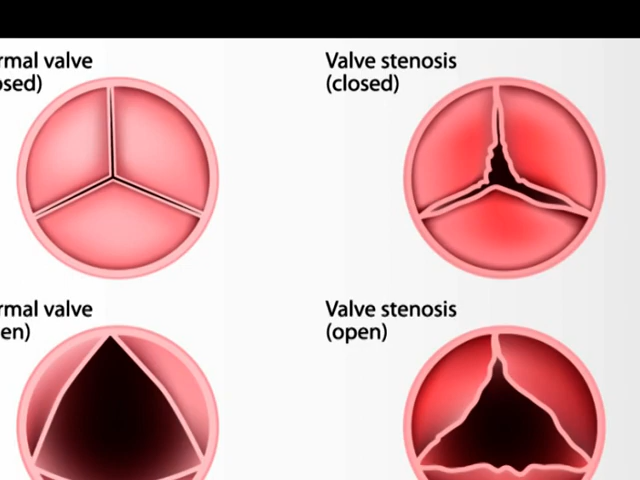 rmal valve
osed)
Valve stenosis
(closed)
rmal valve
en)
Valve stenosis
(open)